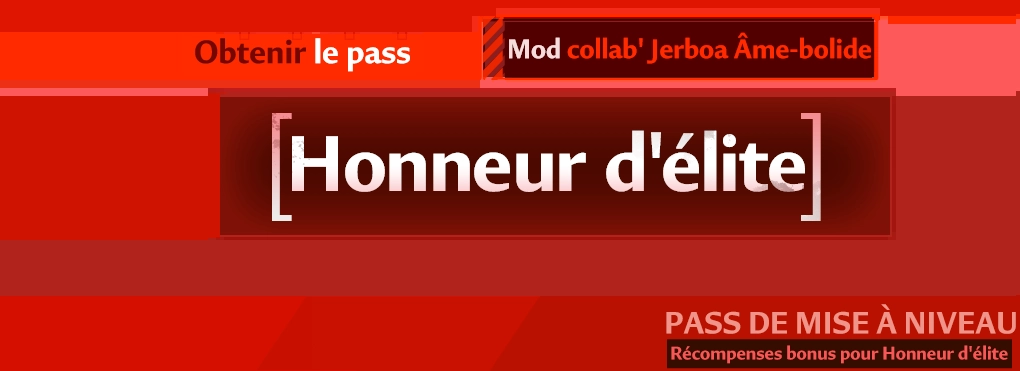 Obtenir le pass
Mod collab' Jerboa Âme-bolide
[Honneur d'élite]
PASS DE MISE À NIVEAU
Récompenses bonus pour Honneur d'élite